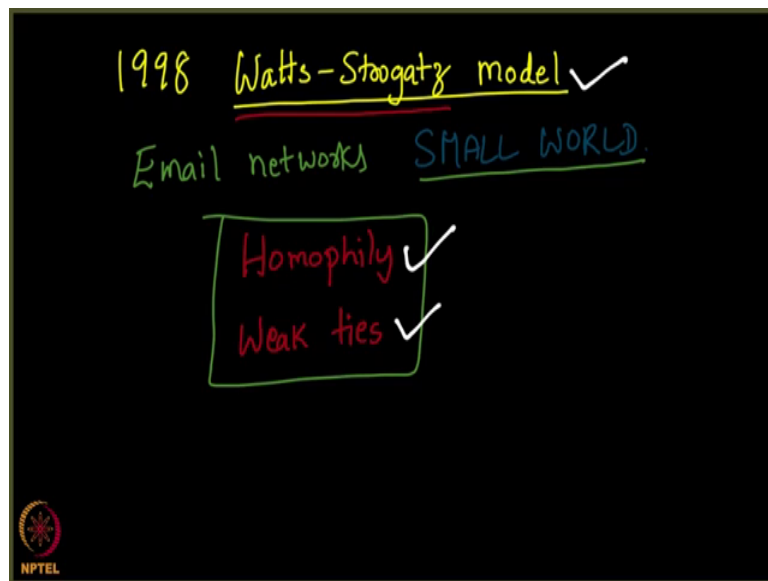 1998 Watts-Strogatz model
Email networks SMALL WORLD.
Homophily
Weak ties
NPTEL